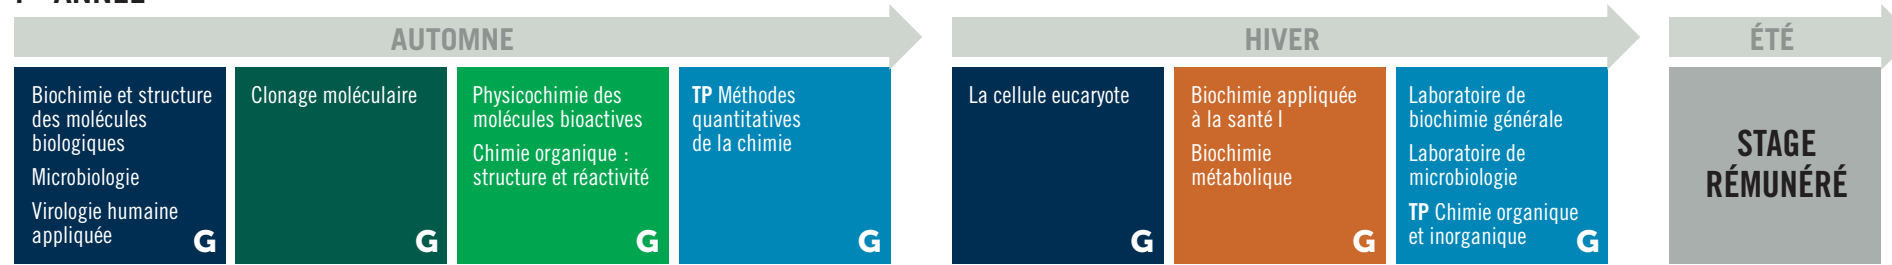 AUTOMNE
Biochimie et structure
des molécules
biologiques
Microbiologie
Virologie humaine
appliquée
G
Clonage moléculaire
G
Physicochimie des
molécules bioactives
Chimie organique :
structure et réactivité
G
TP Méthodes
quantitatives
de la chimie
G
HIVER
La cellule eucaryote
G
Biochimie appliquée
à la santé I
Biochimie
métabolique
G
Laboratoire de
biochimie générale
Laboratoire de
microbiologie
TP Chimie organique
et inorganique
G
ÉTÉ
STAGE
RÉMUNÉRÉ